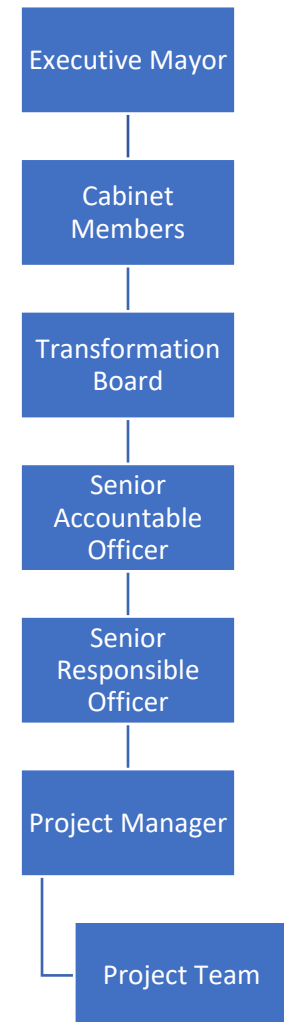 Executive Mayor
Cabinet
Members
Transformation
Board
Senior
Accountable
Officer
Senior
Responsible
Officer
Project Manager
Project Team